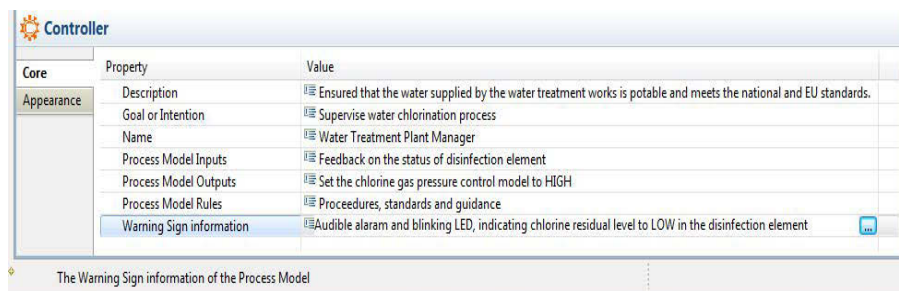 Controller
Core
Appearance
Property Value
Description Ensured that the water supplied by the water treatment works is potable and meets the national and EU standards.
Goal or Intention Supervise water chlorination process
Name Water Treatment Plant Manager
Process Model Inputs Feedback on the status of disinfection element
Process Model Outputs Set the chlorine gas pressure control model to HIGH
Process Model Rules Proceedures, standards and guidance
Warning Sign information Audible alaram and blinking LED, indicating chlorine residual level to LOW in the disinfection element ...
The Warning Sign information of the Process Model